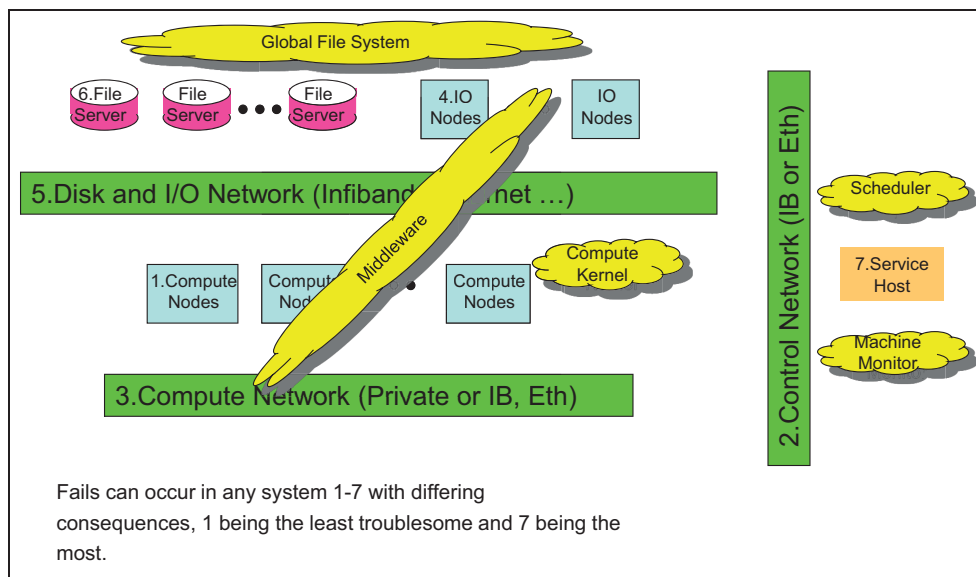 Global File System
6.File
Server
File
Server
File
Server
4.IO
Nodes
IO
Nodes
5.Disk and I/O Network (Infiband rnet …)
Middleware
1.Compute
Nodes
Comput
Nod
Compute
Nodes
Compute
Kernel
3.Compute Network (Private or IB, Eth)
2.Control Network (IB or Eth)
Scheduler
7.Service
Host
Machine
Monitor
Fails can occur in any system 1-7 with differing
consequences, 1 being the least troublesome and 7 being the
most.